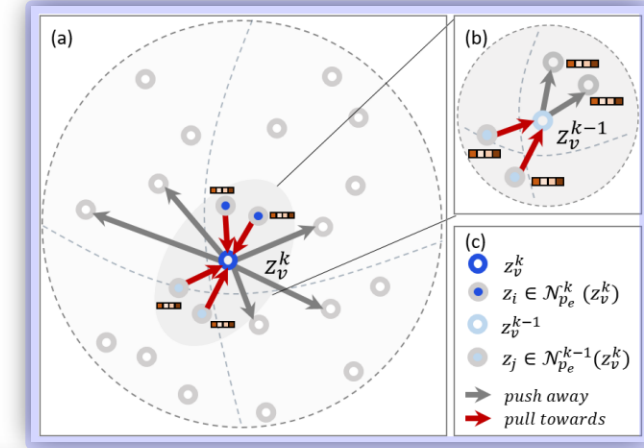 (a)
z_v^k
(b)
z_v^{k-1}
(c)
z_v^k
z_i ∈ 𝒩_{p_e}^k (z_v^k)
z_v^{k-1}
z_j ∈ 𝒩_{p_e}^{k-1}(z_v^k)
push away
pull towards